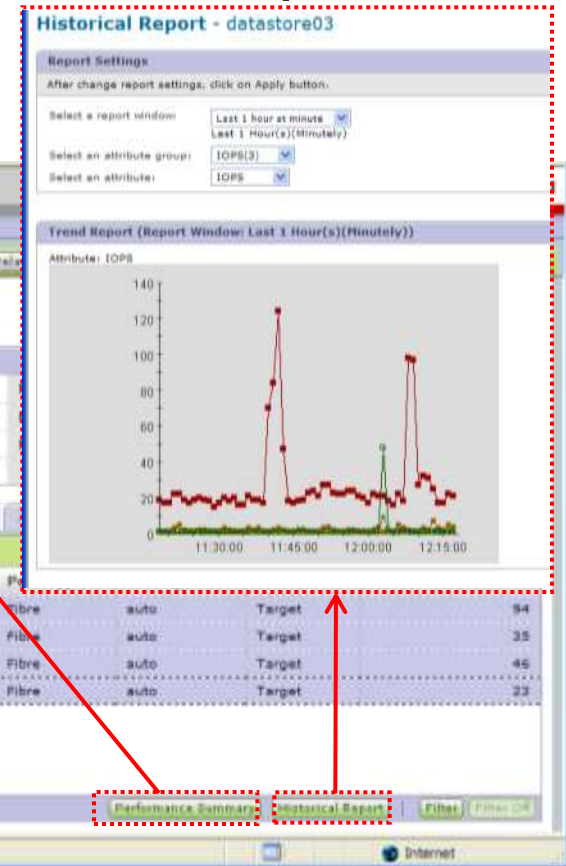 Historical Report - datastore03
Report Settings
After change report settings, click on Apply button.
Select a report window:
Last 1 hour at minute
Last 1 Hour(s)(Minutely)
Select an attribute group:
IOPS(3)
Select an attribute:
IOPS
Trend Report (Report Window: Last 1 Hour(s)(Minutely))
Attribute: IOPS
140
120
100
80
60
40
20
0
11:30:00 11:45:00 12:00:00 12:15:00
Fibre auto Target 94
Fibre auto Target 35
Fibre auto Target 46
Fibre auto Target 23
Performance Summary Historical Report | Filter Filter Off
Internet